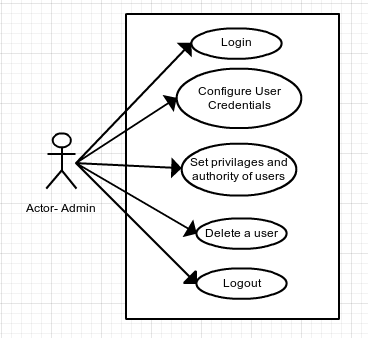 Login
Configure User
Credentials
Set privilages and
authority of users
Actor- Admin
Delete a user
Logout